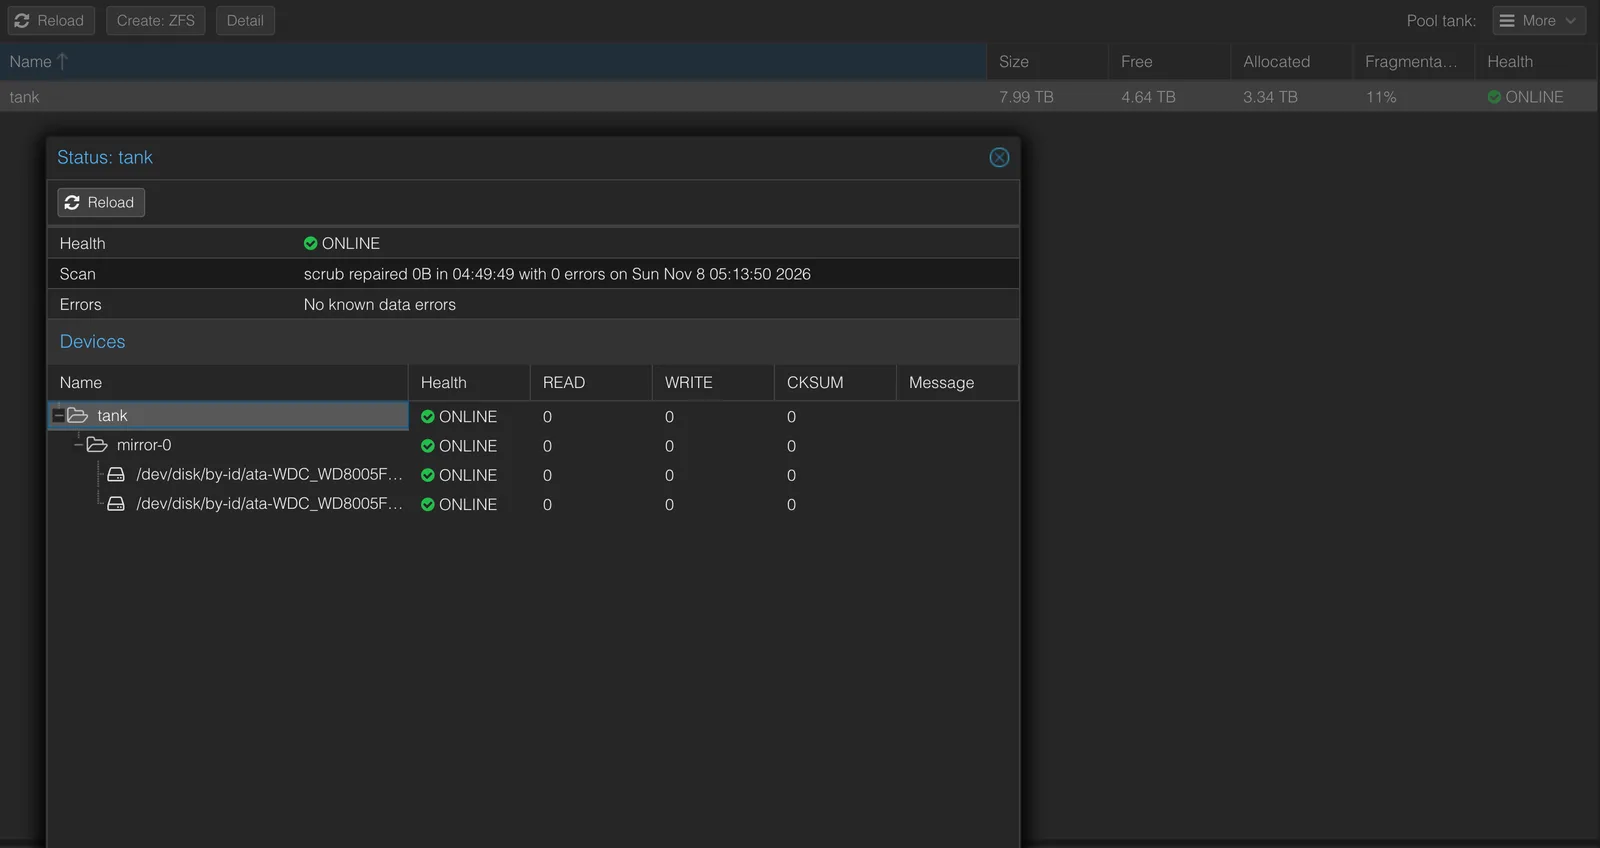 Reload Create: ZFS Detail Pool tank: More
Name Size Free Allocated Fragmenta... Health
tank 7.99 TB 4.64 TB 3.34 TB 11% ONLINE
Status: tank
Reload
Health ONLINE
Scan scrub repaired 0B in 04:49:49 with 0 errors on Sun Nov 8 05:13:50 2026
Errors No known data errors
Devices
Name Health READ WRITE CKSUM Message
tank ONLINE 0 0 0
mirror-0 ONLINE 0 0 0
/dev/disk/by-id/ata-WDC_WD8005F... ONLINE 0 0 0
/dev/disk/by-id/ata-WDC_WD8005F... ONLINE 0 0 0